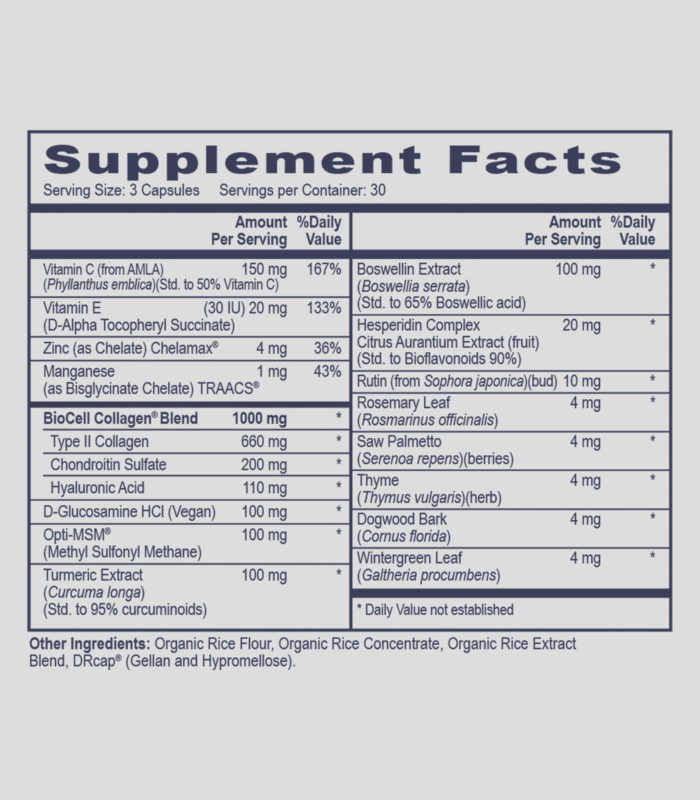 Supplement Facts
Serving Size: 3 Capsules Servings per Container: 30
Amount %Daily
Per Serving Value
Vitamin C (from AMLA) 150 mg 167%
(Phyllanthus emblica)(Std. to 50% Vitamin C)
Vitamin E (30 IU) 20 mg 133%
(D-Alpha Tocopheryl Succinate)
Zinc (as Chelate) Chelamax® 4 mg 36%
Manganese 1 mg 43%
(as Bisglycinate Chelate) TRAACS®
BioCell Collagen® Blend 1000 mg *
Type II Collagen 660 mg *
Chondroitin Sulfate 200 mg *
Hyaluronic Acid 110 mg *
D-Glucosamine HCl (Vegan) 100 mg *
Opti-MSM® 100 mg *
(Methyl Sulfonyl Methane)
Turmeric Extract 100 mg *
(Curcuma longa)
(Std. to 95% curcuminoids)
Amount %Daily
Per Serving Value
Boswellin Extract 100 mg *
(Boswellia serrata)
(Std. to 65% Boswellic acid)
Hesperidin Complex 20 mg *
Citrus Aurantium Extract (fruit)
(Std. to Bioflavonoids 90%)
Rutin (from Sophora japonica)(bud) 10 mg *
Rosemary Leaf 4 mg *
(Rosmarinus officinalis)
Saw Palmetto 4 mg *
(Serenoa repens)(berries)
Thyme 4 mg *
(Thymus vulgaris)(herb)
Dogwood Bark 4 mg *
(Cornus florida)
Wintergreen Leaf 4 mg *
(Galtheria procumbens)
* Daily Value not established
Other Ingredients: Organic Rice Flour, Organic Rice Concentrate, Organic Rice Extract
Blend, DRcap® (Gellan and Hypromellose).